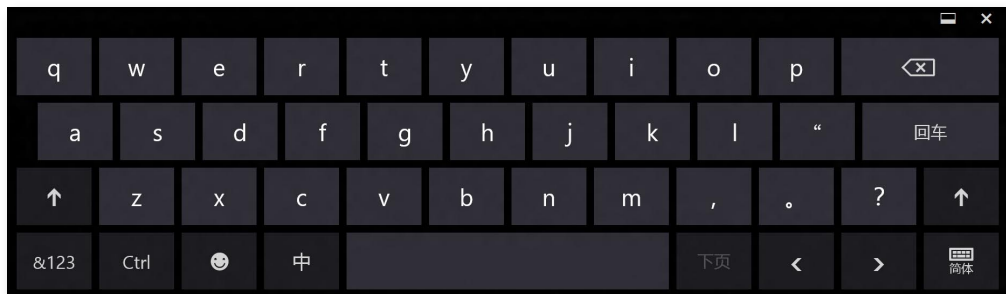 q w e r t y u i o p
a s d f g h j k l “ 回车
z x c v b n m , 。 ?
&123 Ctrl 中 下页 < > 简体